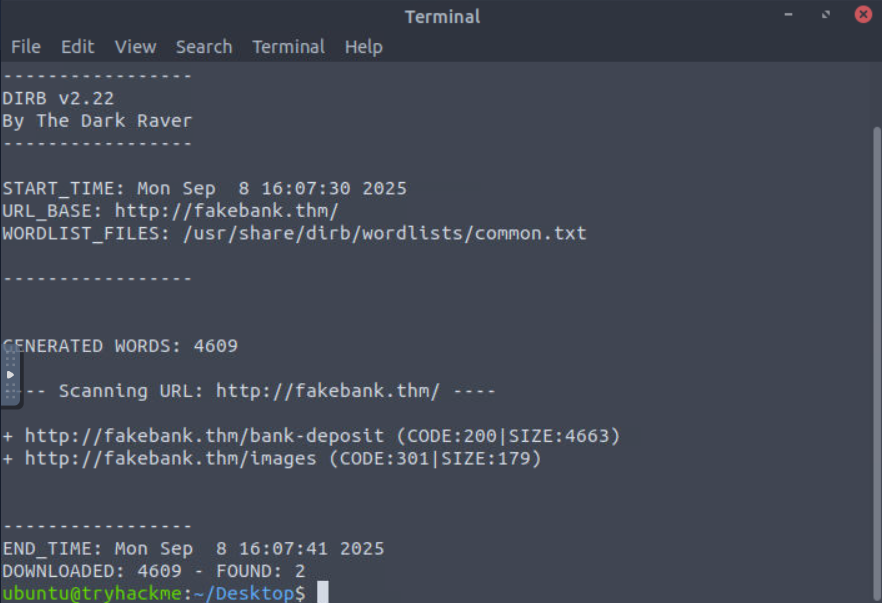 Terminal
File Edit View Search Terminal Help
-----------------
DIRB v2.22
By The Dark Raver
-----------------
START_TIME: Mon Sep  8 16:07:30 2025
URL_BASE: http://fakebank.thm/
WORDLIST_FILES: /usr/share/dirb/wordlists/common.txt
-----------------
GENERATED WORDS: 4609
---- Scanning URL: http://fakebank.thm/ ----
+ http://fakebank.thm/bank-deposit (CODE:200|SIZE:4663)
+ http://fakebank.thm/images (CODE:301|SIZE:179)
-----------------
END_TIME: Mon Sep  8 16:07:41 2025
DOWNLOADED: 4609 - FOUND: 2
ubuntu@tryhackme:~/Desktop$